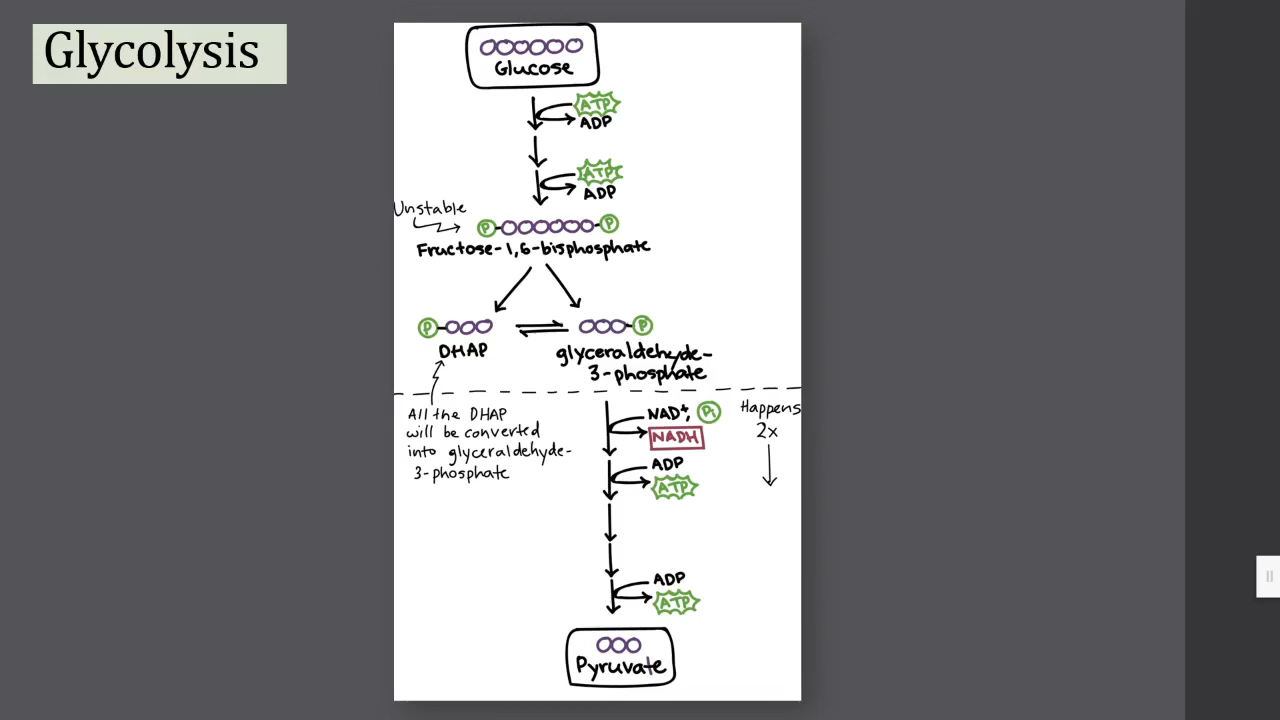 Glycolysis
Glucose
ATP
ADP
ATP
ADP
Unstable
P P
Fructose-1,6-bisphosphate
P P
DHAP
glyceraldehyde-
3-phosphate
All the DHAP
will be converted
into glyceraldehyde-
3-phosphate
NAD+, Pi
NADH
Happens
2x
ADP
ATP
ADP
ATP
Pyruvate